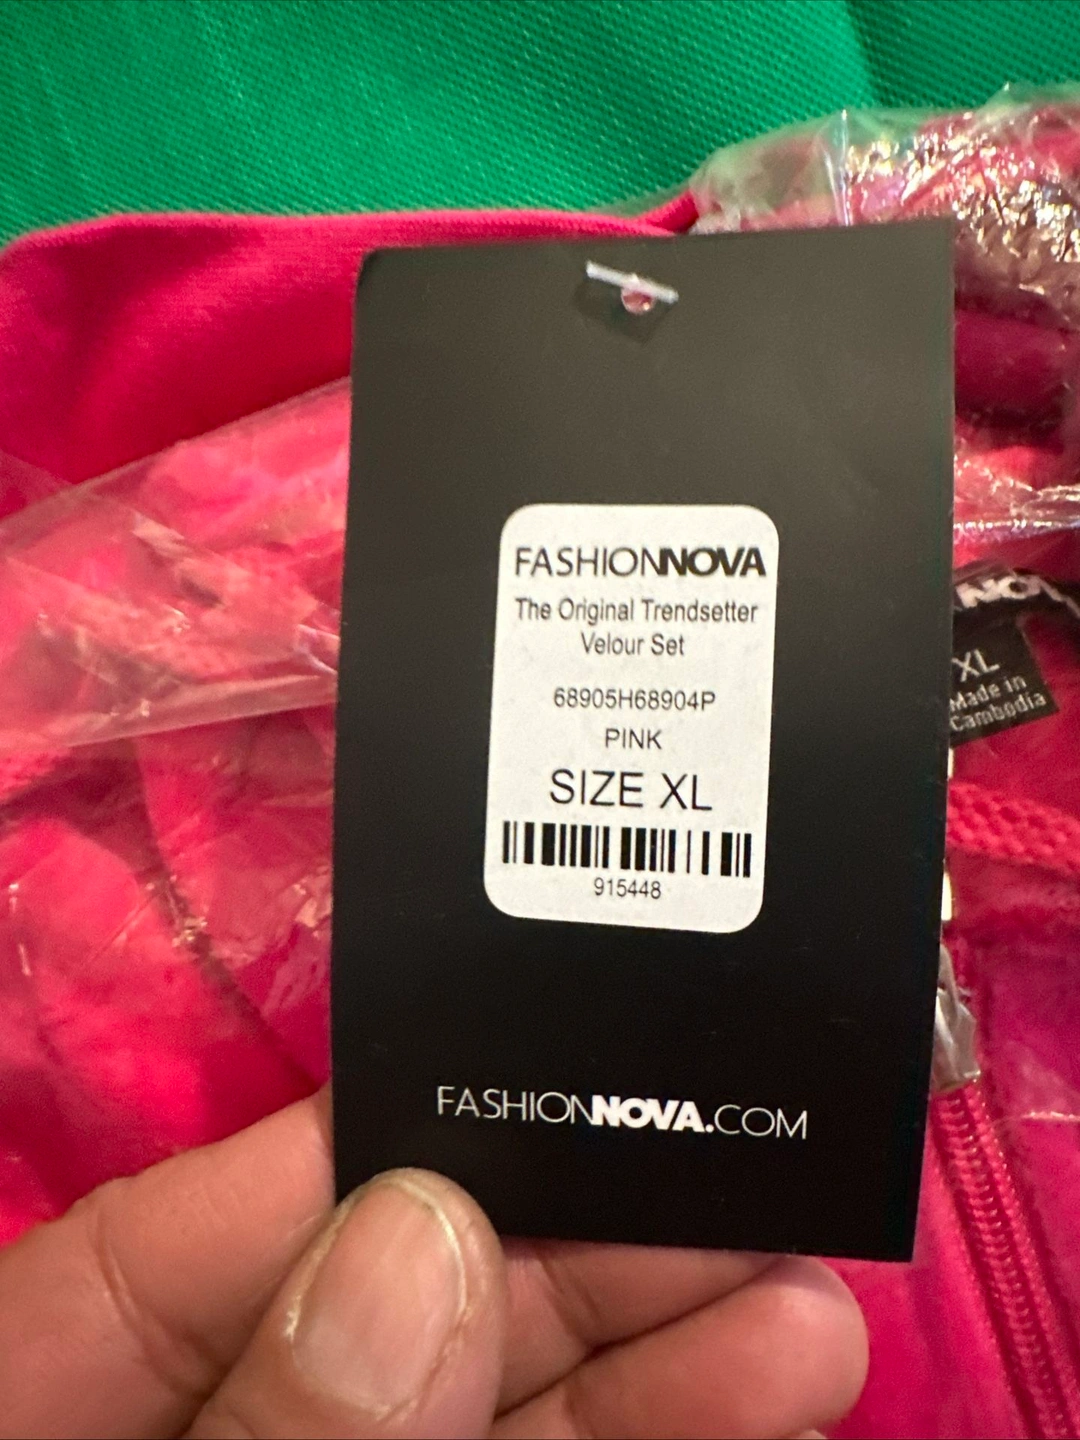 FASHIONNOVA
The Original Trendsetter
Velour Set
68905H68904P
PINK
SIZE XL
915448
FASHIONNOVA.COM
XL
Made in
Cambodia